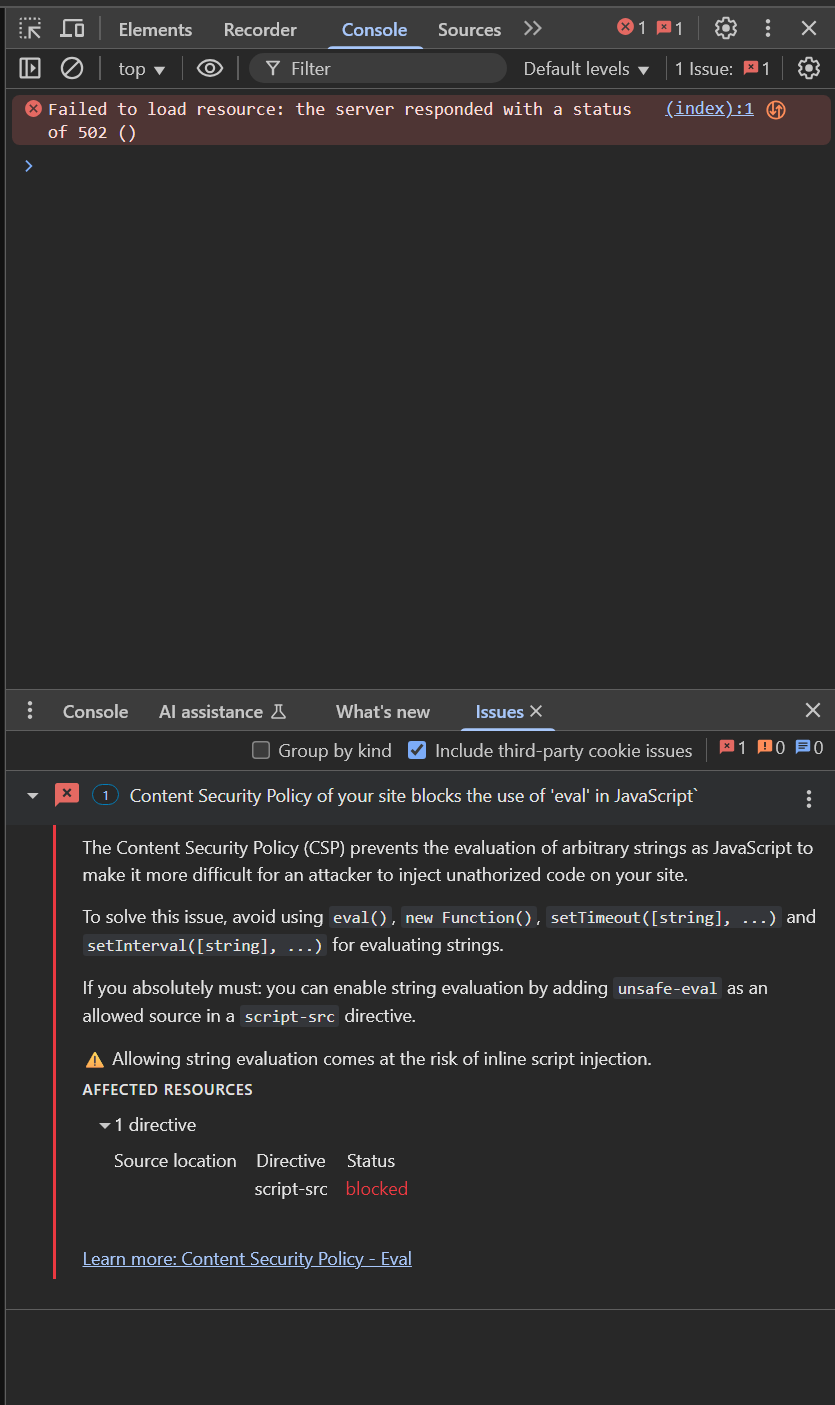 Elements Recorder Console Sources 1 1
top Filter Default levels 1 Issue: 1
Failed to load resource: the server responded with a status (index):1
of 502 ()
Console AI assistance What's new Issues
Group by kind Include third-party cookie issues 1 0 0
1 Content Security Policy of your site blocks the use of 'eval' in JavaScript`
The Content Security Policy (CSP) prevents the evaluation of arbitrary strings as JavaScript to
make it more difficult for an attacker to inject unathorized code on your site.
To solve this issue, avoid using eval(), new Function(), setTimeout([string], ...) and
setInterval([string], ...) for evaluating strings.
If you absolutely must: you can enable string evaluation by adding unsafe-eval as an
allowed source in a script-src directive.
Allowing string evaluation comes at the risk of inline script injection.
AFFECTED RESOURCES
1 directive
Source location Directive Status
script-src blocked
Learn more: Content Security Policy - Eval